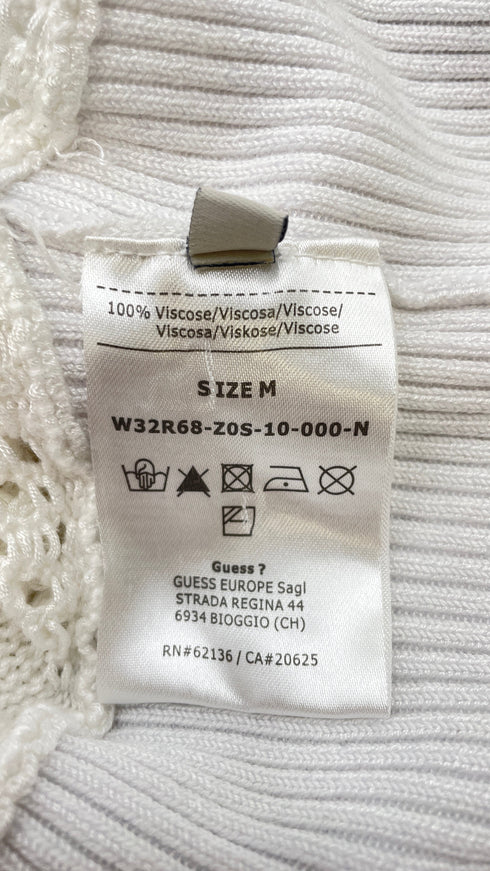 100% Viscose/Viscosa/Viscose/
Viscosa/Viskose/Viscose
SIZE M
W32R68-Z0S-10-000-N
Guess ?
GUESS EUROPE Sagl
STRADA REGINA 44
6934 BIOGGIO (CH)
RN#62136 / CA#20625